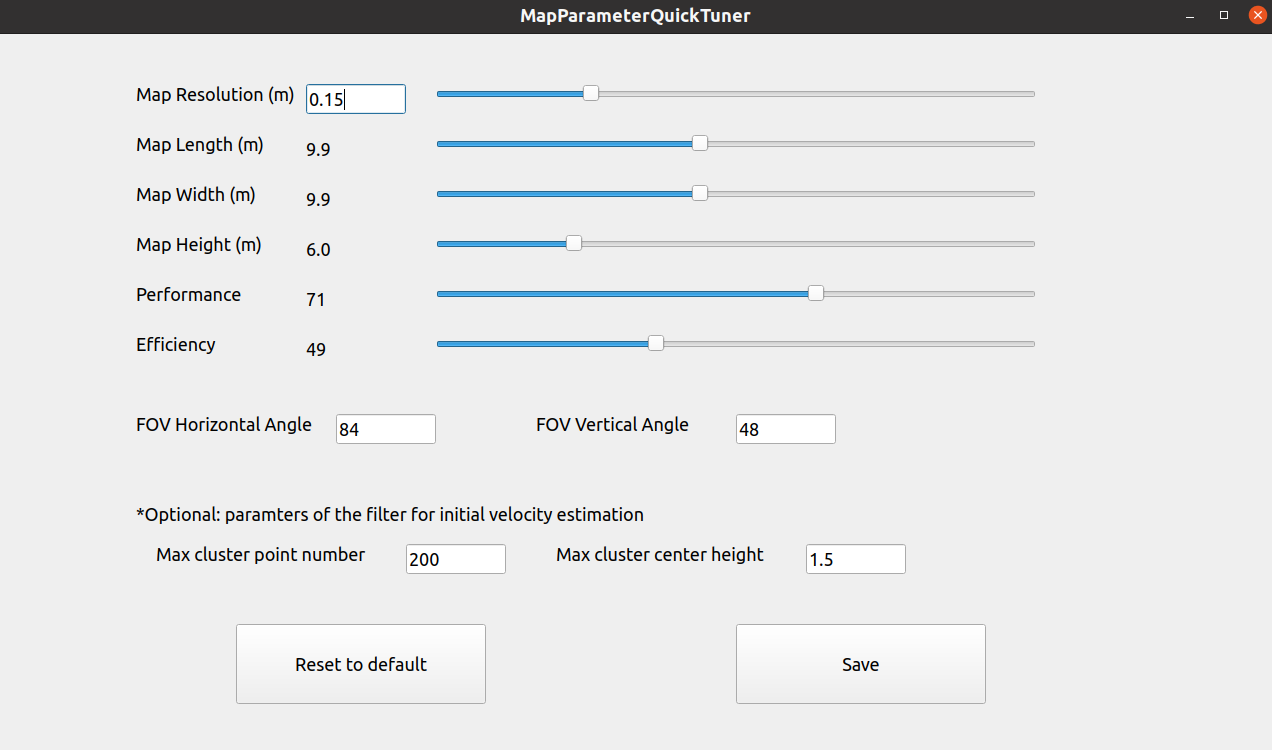 MapParameterQuickTuner
Map Resolution (m) 0.15
Map Length (m) 9.9
Map Width (m) 9.9
Map Height (m) 6.0
Performance 71
Efficiency 49
FOV Horizontal Angle 84 FOV Vertical Angle 48
*Optional: paramters of the filter for initial velocity estimation
Max cluster point number 200 Max cluster center height 1.5
Reset to default Save